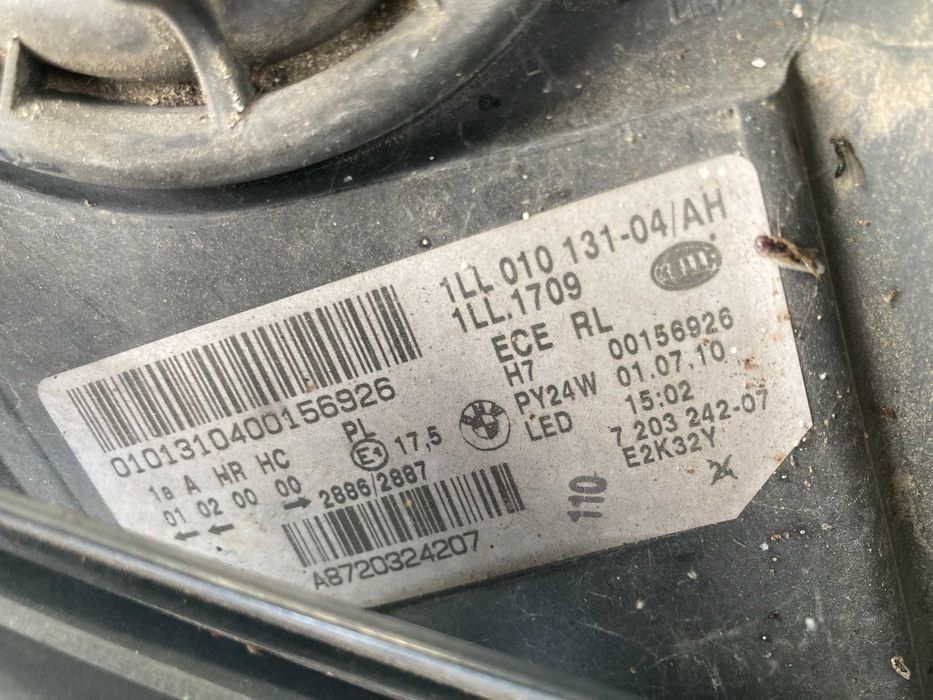 1LL 010 131-04/AH
1LL.1709
ECE RL
H7 00156926
PY24W 01.07.10
LED 15:02
7 203 242-07
E2K32Y
0101310400156926
1a A HR HC PL
01 02 00 00 E1 17,5
2886/2887
A8720324207
110